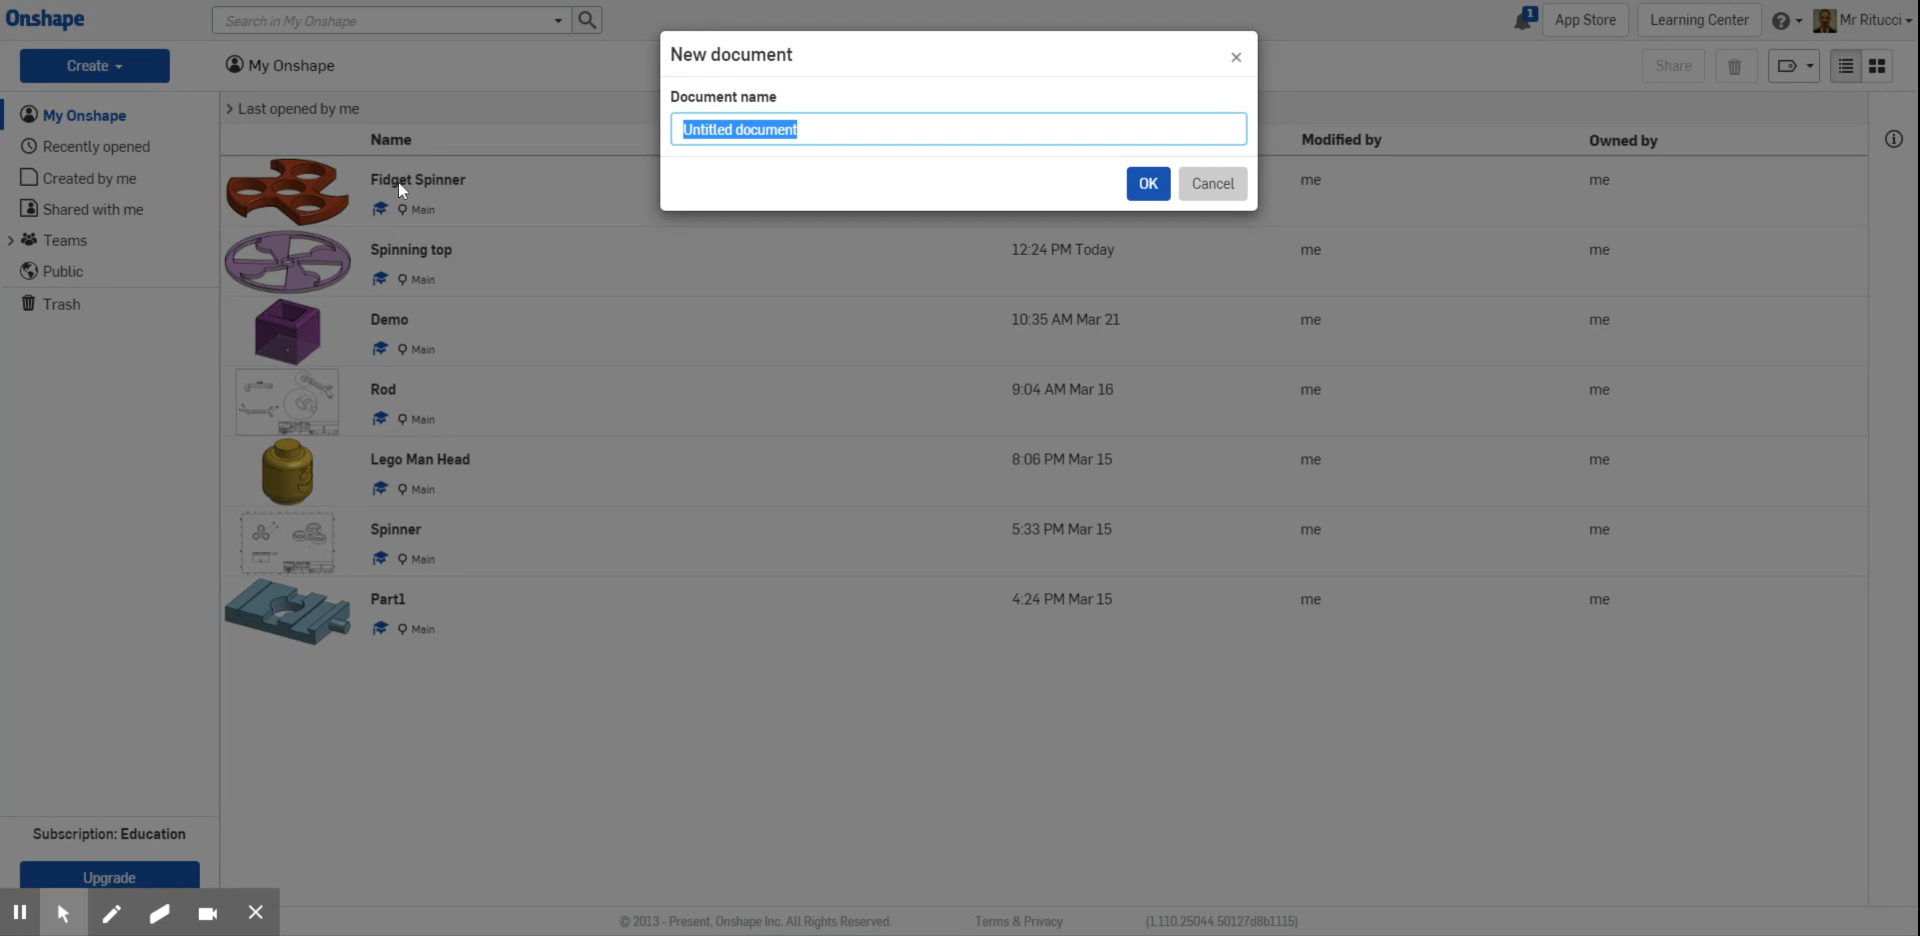 Onshape
Search in My Onshape
1
App Store
Learning Center
Mr Ritucci
Create
My Onshape
Share
New document
×
Document name
Untitled document
OK
Cancel
My Onshape
Recently opened
Created by me
Shared with me
Teams
Public
Trash
Last opened by me
Name
Modified by
Owned by
Fidget Spinner
me
me
Main
Spinning top
12:24 PM Today
me
me
Main
Demo
10:35 AM Mar 21
me
me
Main
Rod
9:04 AM Mar 16
me
me
Main
Lego Man Head
8:06 PM Mar 15
me
me
Main
Spinner
5:33 PM Mar 15
me
me
Main
Part1
4:24 PM Mar 15
me
me
Main
Subscription: Education
Upgrade
© 2013 - Present, Onshape Inc. All Rights Reserved.
Terms & Privacy
(1.110.25044.50127d8b1115)